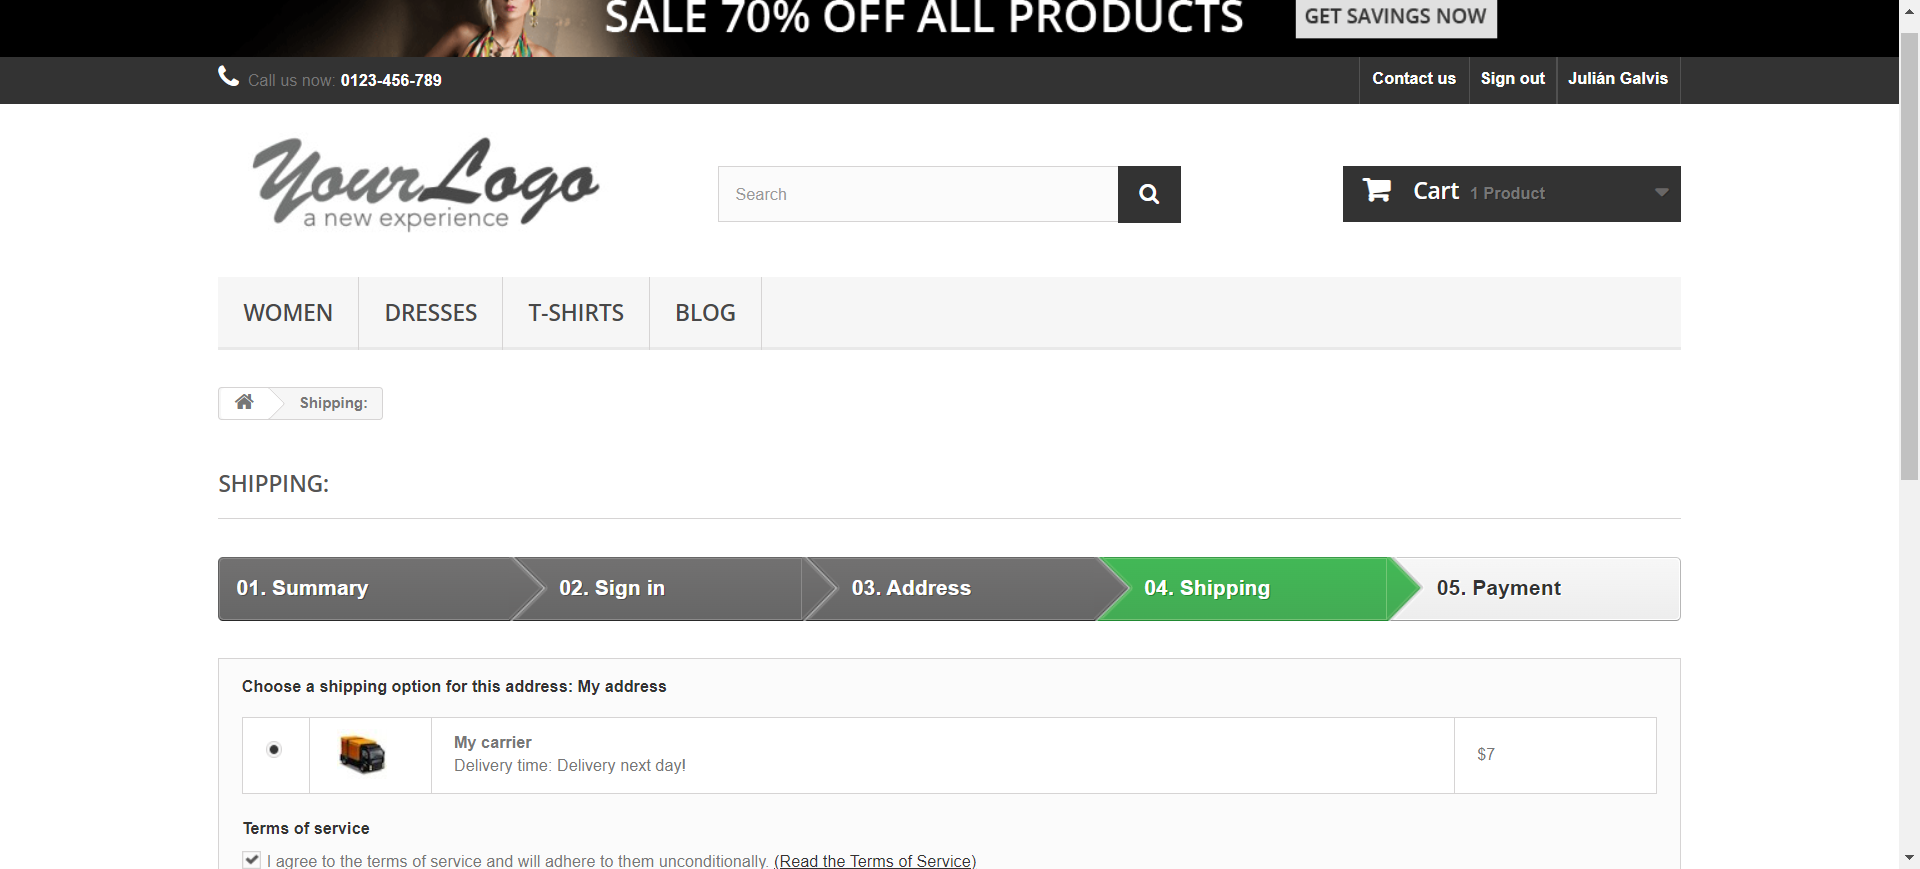 SALE 70% OFF ALL PRODUCTS
GET SAVINGS NOW
Call us now: 0123-456-789
Contact us
Sign out
Julián Galvis
YourLogo
a new experience
Search
Cart 1 Product
WOMEN
DRESSES
T-SHIRTS
BLOG
Shipping:
SHIPPING:
01. Summary
02. Sign in
03. Address
04. Shipping
05. Payment
Choose a shipping option for this address: My address
My carrier
Delivery time: Delivery next day!
$7
Terms of service
I agree to the terms of service and will adhere to them unconditionally. (Read the Terms of Service)